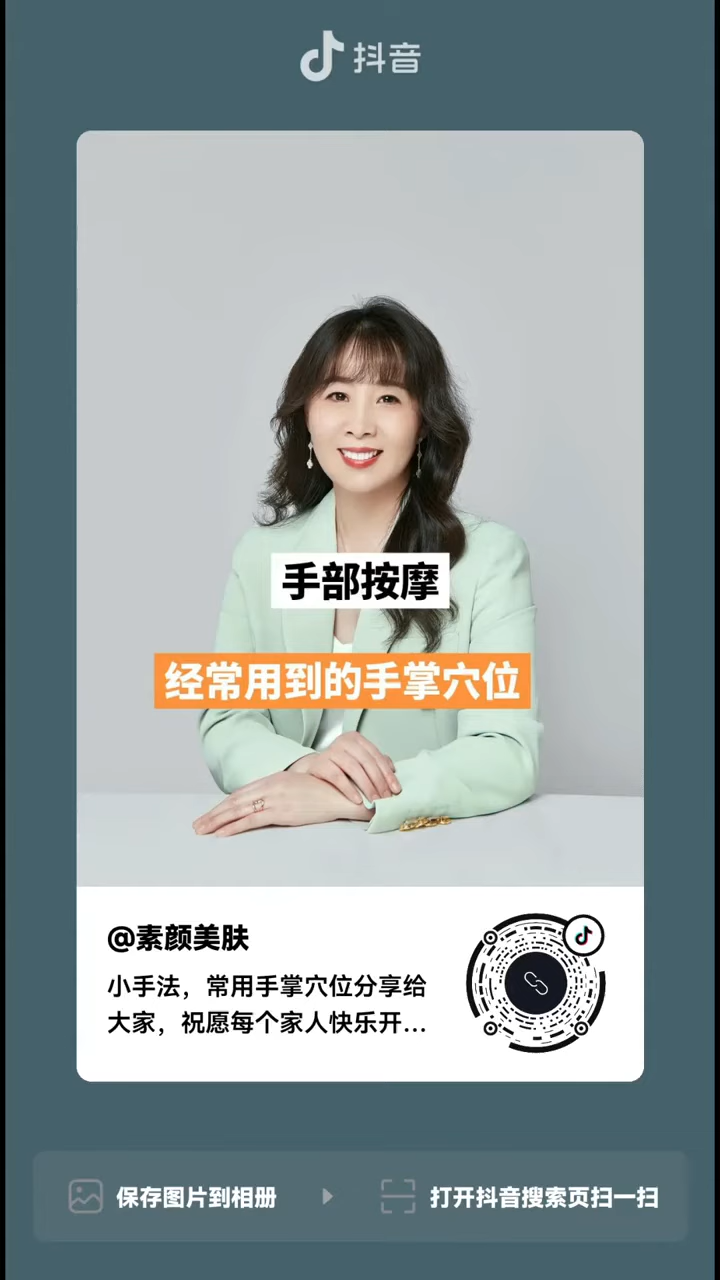 抖音
手部按摩
经常用到的手掌穴位
@素颜美肤
小手法，常用手掌穴位分享给
大家，祝愿每个家人快乐开...
保存图片到相册
打开抖音搜索页扫一扫